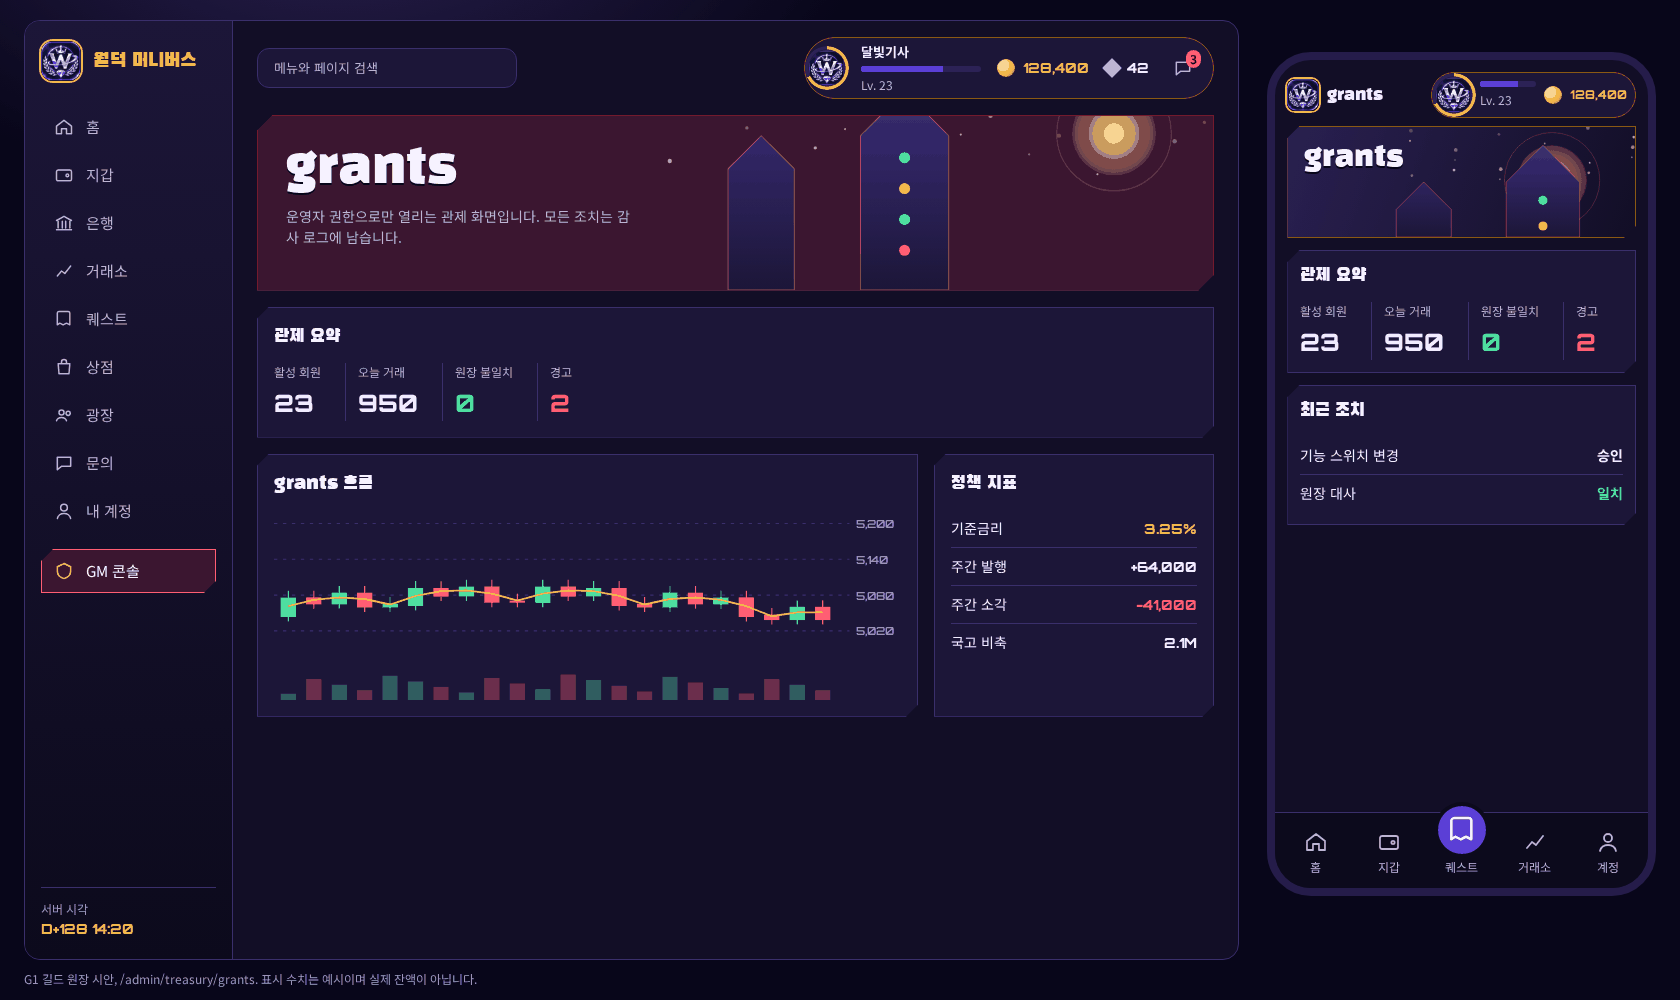 원덕 머니버스
홈
지갑
은행
거래소
퀘스트
상점
광장
문의
내 계정
GM 콘솔
서버 시각
D+128 14:20
메뉴와 페이지 검색
달빛기사
Lv. 23
128,400
42
3
grants
운영자 권한으로만 열리는 관제 화면입니다. 모든 조치는 감
사 로그에 남습니다.
관제 요약
활성 회원
23
오늘 거래
950
원장 불일치
0
경고
2
grants 흐름
5,200
5,140
5,080
5,020
정책 지표
기준금리 3.25%
주간 발행 +64,000
주간 소각 -41,000
국고 비축 2.1M
grants
Lv. 23
128,400
grants
관제 요약
활성 회원
23
오늘 거래
950
원장 불일치
0
경고
2
최근 조치
기능 스위치 변경 승인
원장 대사 일치
홈
지갑
퀘스트
거래소
계정
G1 길드 원장 시안, /admin/treasury/grants. 표시 수치는 예시이며 실제 잔액이 아닙니다.